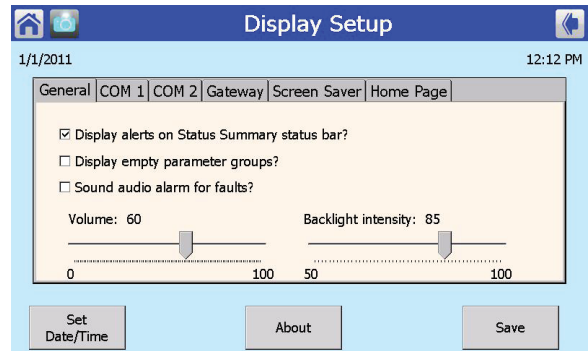 Display Setup
1/1/2011 12:12 PM
General COM 1 COM 2 Gateway Screen Saver Home Page
Display alerts on Status Summary status bar?
Display empty parameter groups?
Sound audio alarm for faults?
Volume: 60 Backlight intensity: 85
0 100 50 100
Set
Date/Time
About
Save